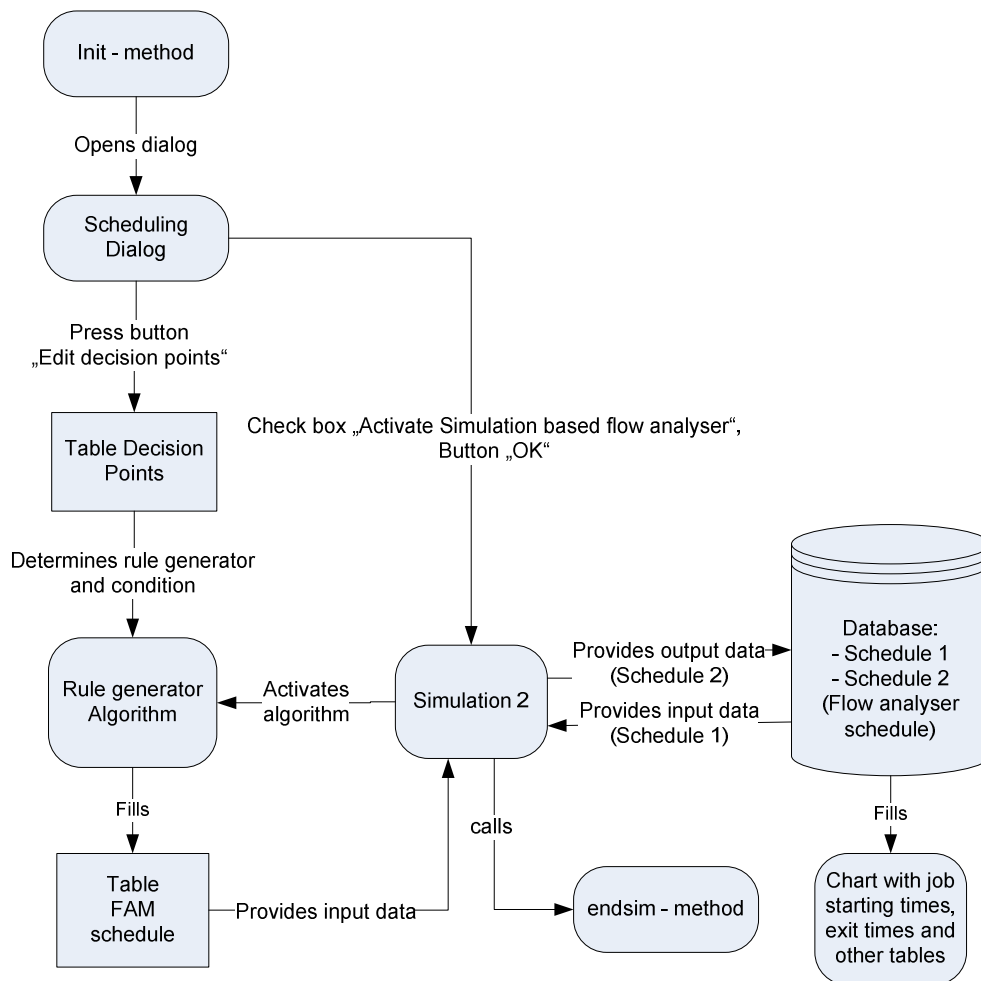 Init - method
Opens dialog
Scheduling
Dialog
Press button
„Edit decision points“
Check box „Activate Simulation based flow analyser“,
Button „OK“
Table Decision
Points
Determines rule generator
and condition
Rule generator
Algorithm
Activates
algorithm
Simulation 2
Provides output data
(Schedule 2)
Provides input data
(Schedule 1)
Database:
- Schedule 1
- Schedule 2
(Flow analyser
schedule)
Fills
Table
FAM
schedule
Provides input data
calls
endsim - method
Fills
Chart with job
starting times,
exit times and
other tables